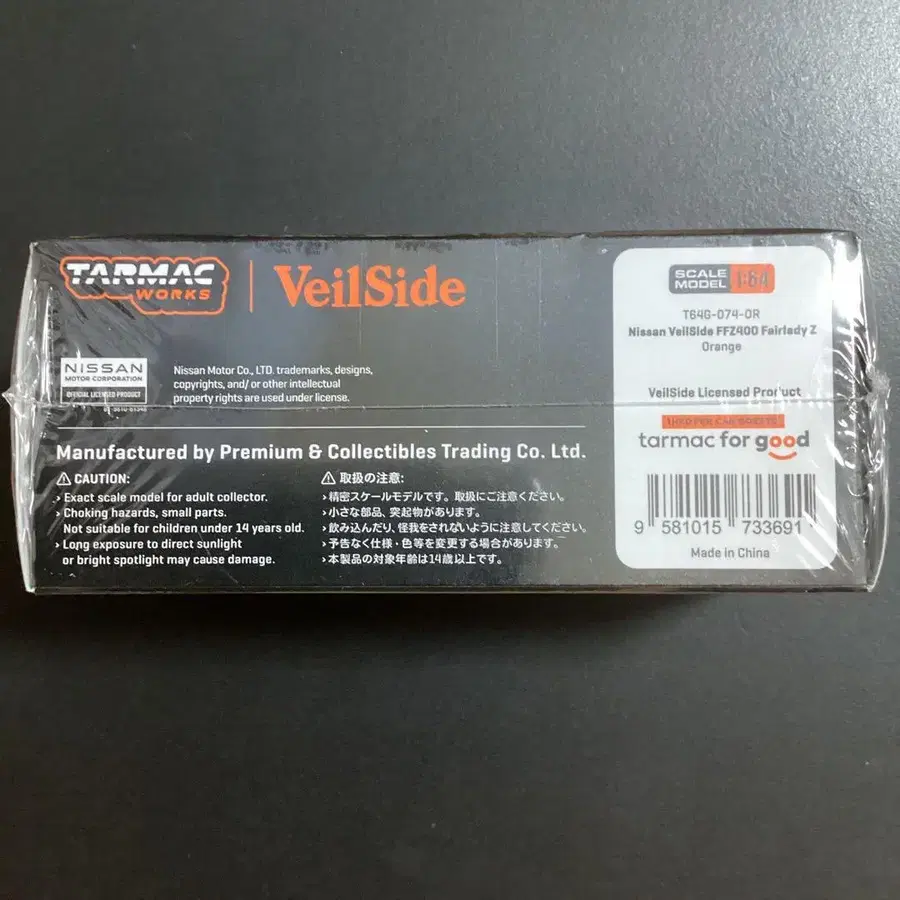 TARMAC
WORKS
VeilSide
NISSAN
MOTOR CORPORATION
OFFICIAL LICENSED PRODUCT
Nissan Motor Co., LTD. trademarks, designs,
copyrights, and/ or other intellectual
property rights are used under license.
Manufactured by Premium & Collectibles Trading Co. Ltd.
CAUTION:
› Exact scale model for adult collector.
› Choking hazards, small parts.
Not suitable for children under 14 years old.
› Long exposure to direct sunlight
or bright spotlight may cause damage.
取扱の注意:
›精密スケールモデルです。取扱にご注意ください。
›小さな部品、突起物があります。
›飲み込んだり、怪我をされないように注意してください。
›予告なく仕様・色等を変更する場合があります。
›本製品の対象年齢は14歳以上です。
SCALE
MODEL 1:64
T64G-074-OR
Nissan VeilSide FFZ400 Fairlady Z
Orange
VeilSide Licensed Product
tarmac for good
9 581015 733691
Made in China